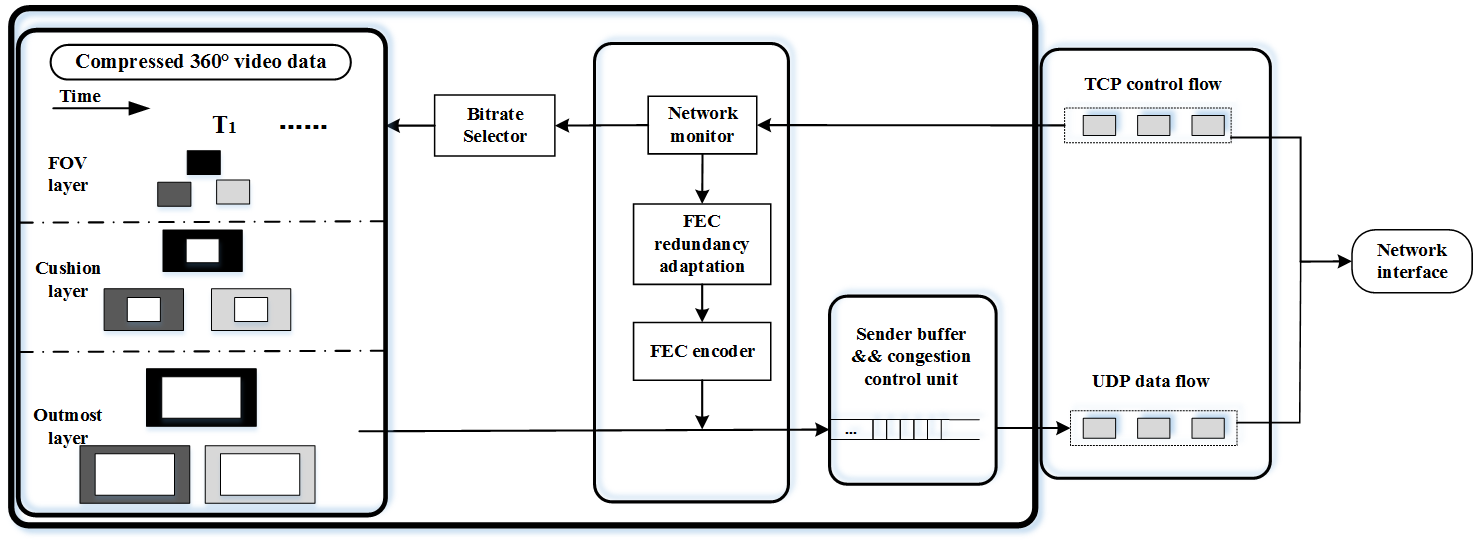 Compressed 360° video data
Time
T1
......
FOV
layer
Cushion
layer
Outmost
layer
Bitrate
Selector
Network
monitor
FEC
redundancy
adaptation
FEC encoder
Sender buffer
&& congestion
control unit
...
TCP control flow
UDP data flow
Network
interface